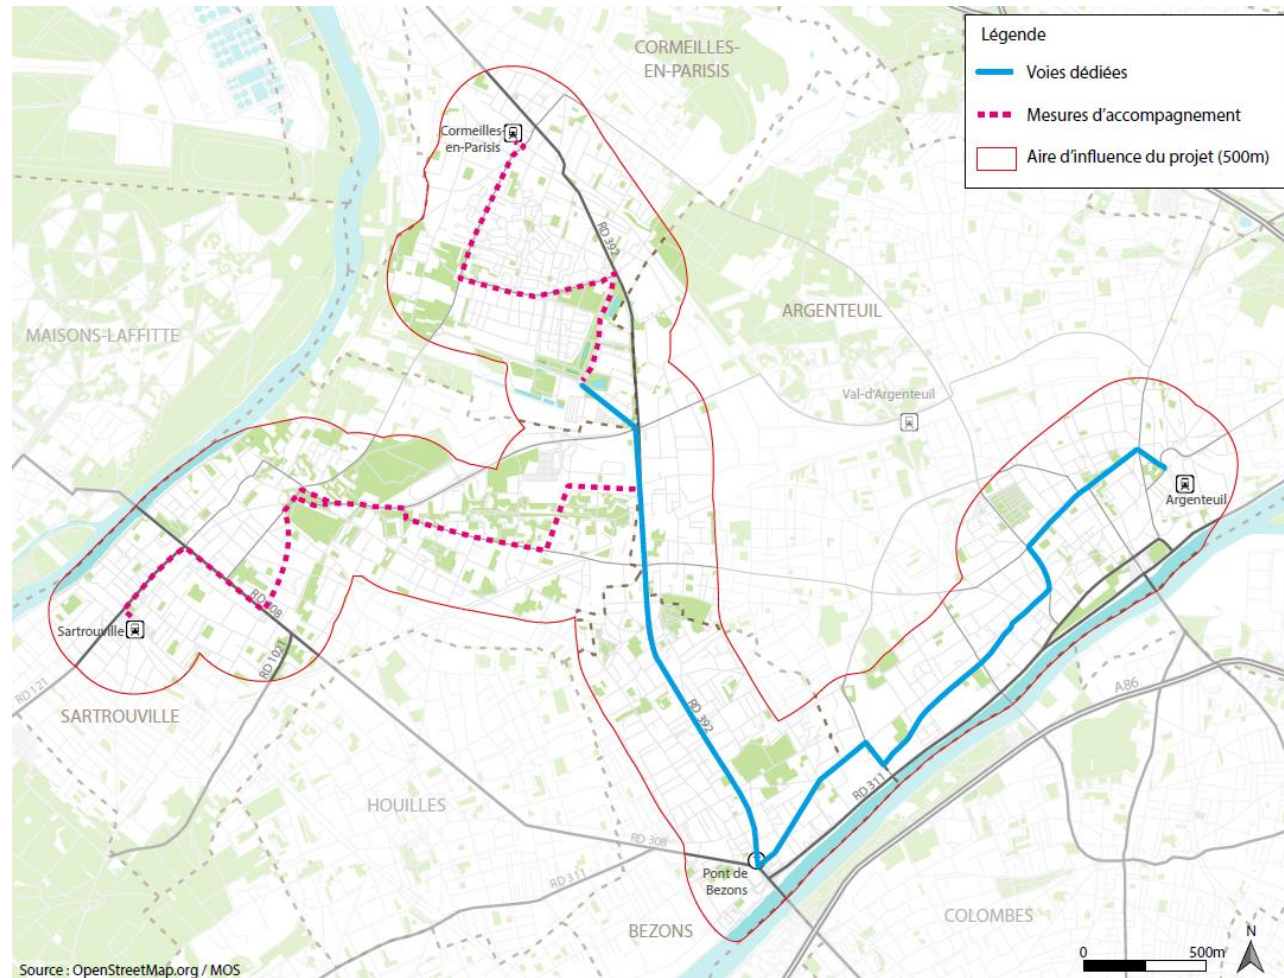 Légende
Voies dédiées
Mesures d'accompagnement
Aire d'influence du projet (500m)
CORMEILLES-
EN-PARISIS
Cormeilles-
en-Parisis
RD 392
MAISONS-LAFFITTE
ARGENTEUIL
Val-d'Argenteuil
Argenteuil
RD 308
Sartrouville
RD 1021
RD 121
SARTROUVILLE
A86
RD 392
HOUILLES
RD 311
RD 308
RD 311
Pont de
Bezons
BEZONS
COLOMBES
N
0 500m
Source : OpenStreetMap.org / MOS